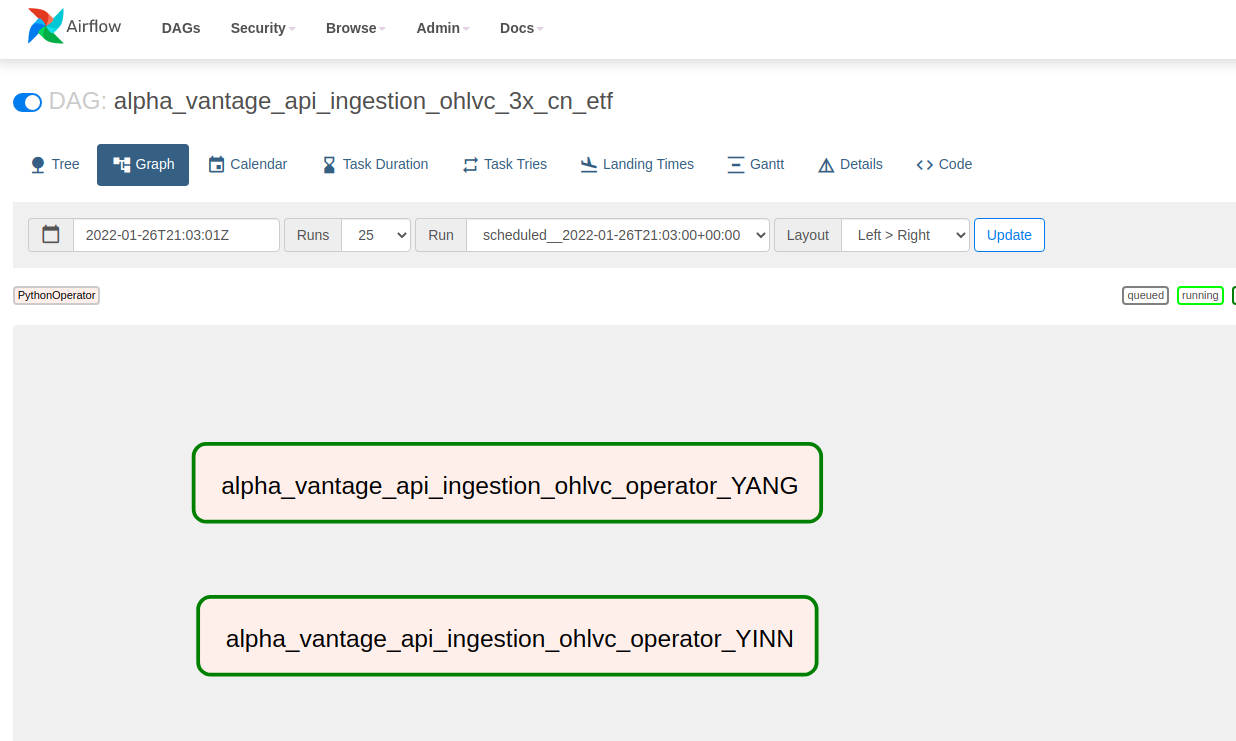 Airflow DAGs Security Browse Admin Docs
DAG: alpha_vantage_api_ingestion_ohlvc_3x_cn_etf
Tree Graph Calendar Task Duration Task Tries Landing Times Gantt Details Code
2022-01-26T21:03:01Z Runs 25 Run scheduled__2022-01-26T21:03:00+00:00 Layout Left > Right Update
PythonOperator queued running
alpha_vantage_api_ingestion_ohlvc_operator_YANG
alpha_vantage_api_ingestion_ohlvc_operator_YINN